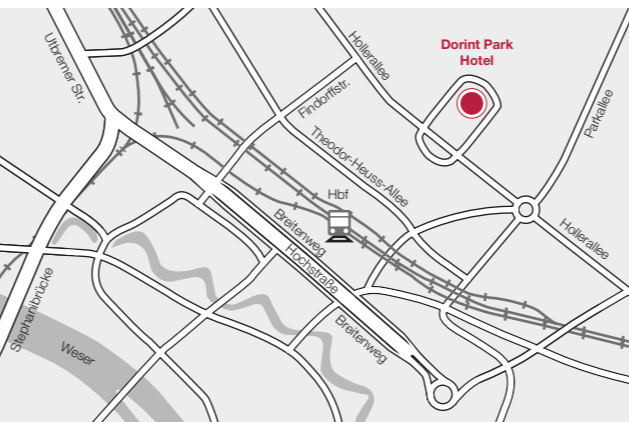 Utbremer Str.
Hollerallee
Dorint Park
Hotel
Findorffstr.
Parkallee
Theodor-Heuss-Allee
Hbf
Breitenweg
Hochstraße
Hollerallee
Stephanibrücke
Breitenweg
Weser